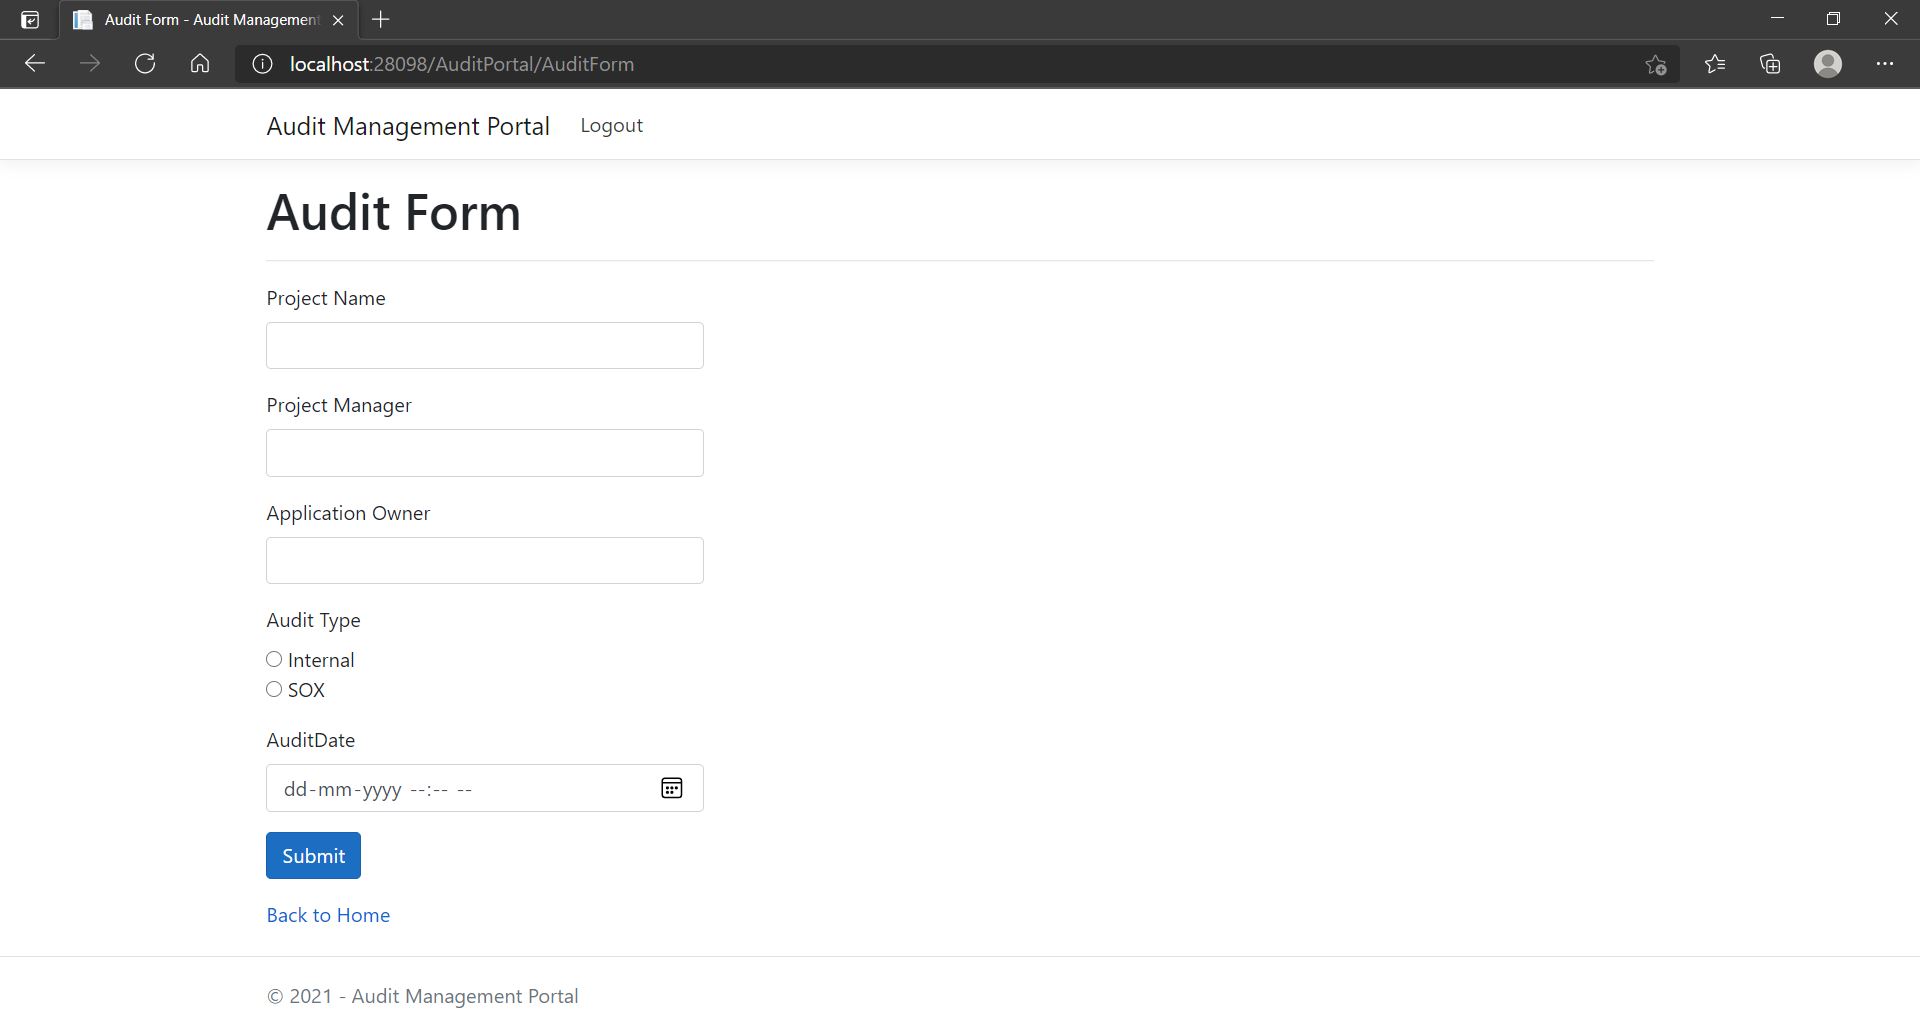 Audit Form - Audit Management
localhost:28098/AuditPortal/AuditForm
Audit Management Portal Logout
Audit Form
Project Name
Project Manager
Application Owner
Audit Type
Internal
SOX
AuditDate
dd-mm-yyyy --:-- --
Submit
Back to Home
© 2021 - Audit Management Portal